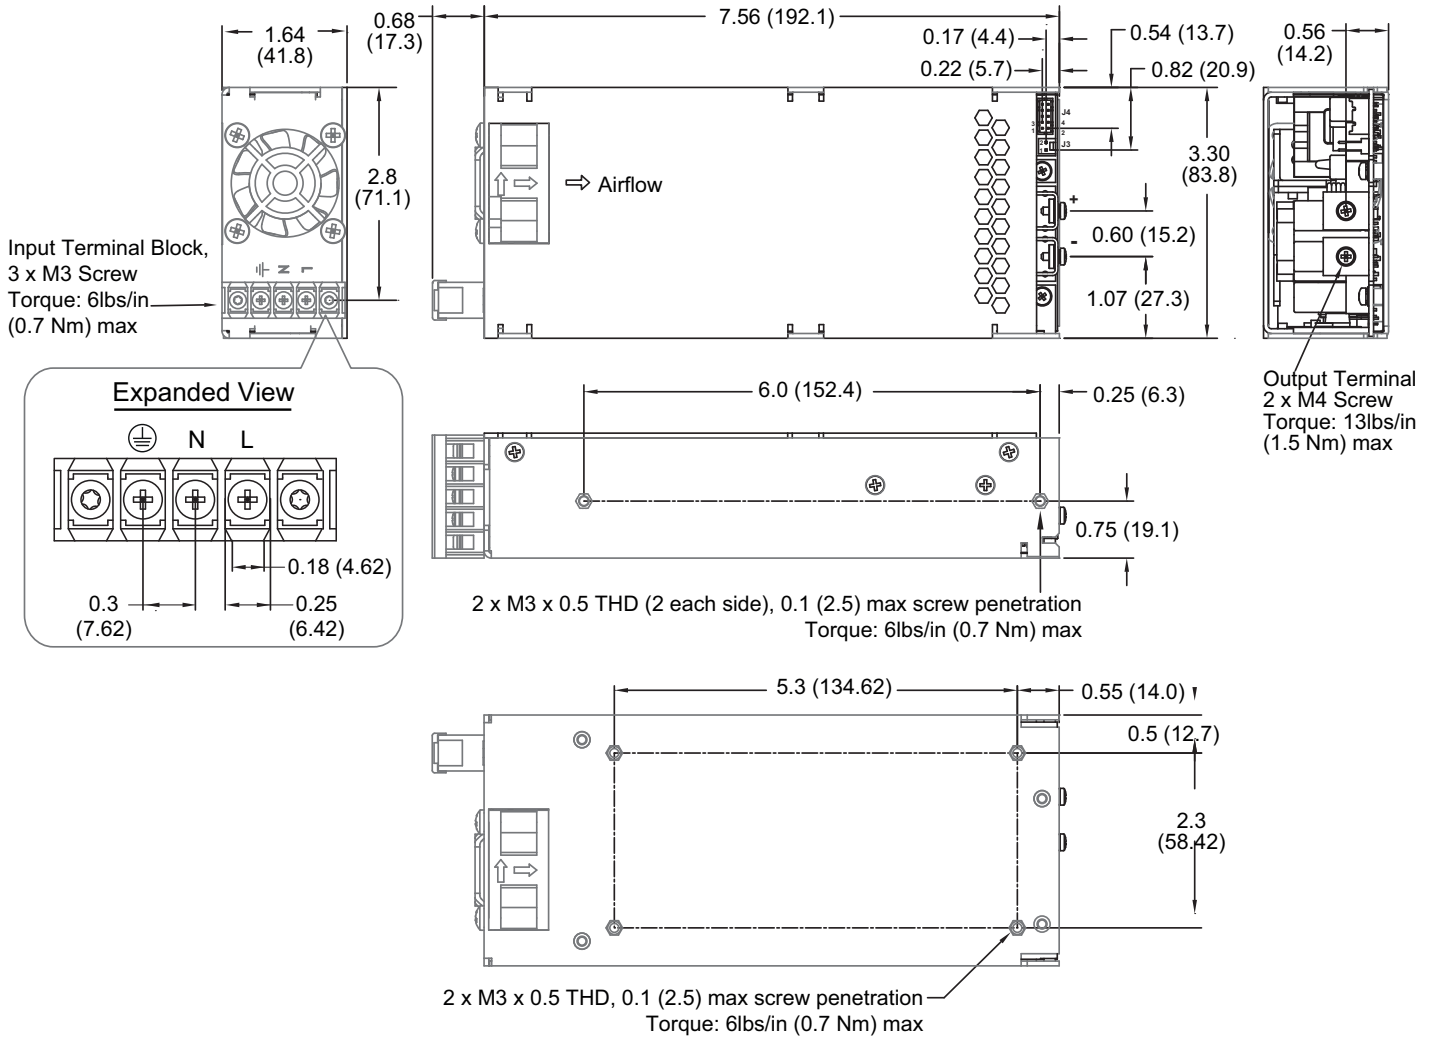 1.64
(41.8)
0.68
(17.3)
7.56 (192.1)
0.17 (4.4)
0.54 (13.7)
0.22 (5.7)
0.82 (20.9)
0.56
(14.2)
2.8
(71.1)
Airflow
J4
3 4
1 2
J3
2
1
3.30
(83.8)
+
0.60 (15.2)
-
1.07 (27.3)
Input Terminal Block,
3 x M3 Screw
Torque: 6lbs/in
(0.7 Nm) max
N L
Output Terminal
2 x M4 Screw
Torque: 13lbs/in
(1.5 Nm) max
Expanded View
N L
0.18 (4.62)
0.3
(7.62)
0.25
(6.42)
6.0 (152.4)
0.25 (6.3)
0.75 (19.1)
2 x M3 x 0.5 THD (2 each side), 0.1 (2.5) max screw penetration
Torque: 6lbs/in (0.7 Nm) max
5.3 (134.62)
0.55 (14.0)
0.5 (12.7)
2.3
(58.42)
2 x M3 x 0.5 THD, 0.1 (2.5) max screw penetration
Torque: 6lbs/in (0.7 Nm) max